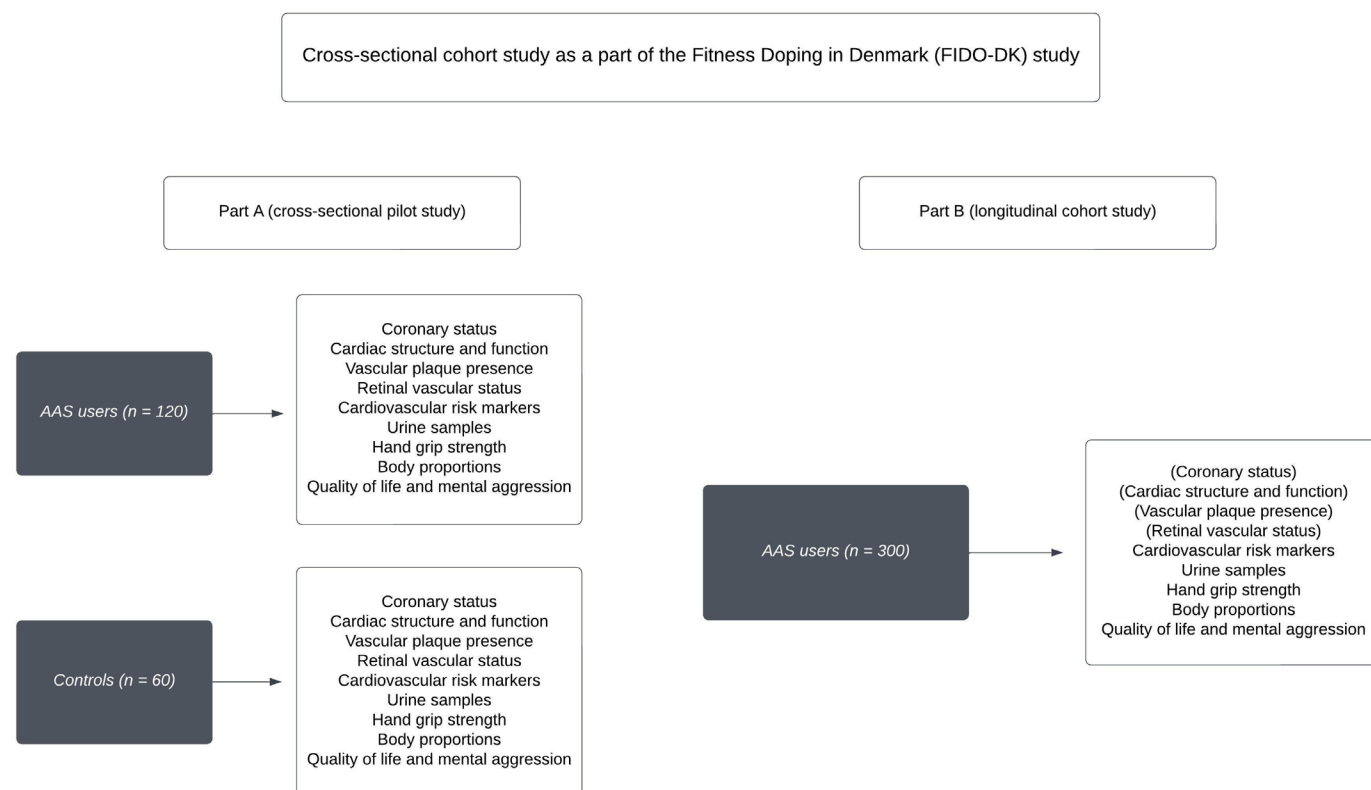 Cross-sectional cohort study as a part of the Fitness Doping in Denmark (FIDO-DK) study
Part A (cross-sectional pilot study)
Part B (longitudinal cohort study)
AAS users (n = 120)
Coronary status
Cardiac structure and function
Vascular plaque presence
Retinal vascular status
Cardiovascular risk markers
Urine samples
Hand grip strength
Body proportions
Quality of life and mental aggression
Controls (n = 60)
Coronary status
Cardiac structure and function
Vascular plaque presence
Retinal vascular status
Cardiovascular risk markers
Urine samples
Hand grip strength
Body proportions
Quality of life and mental aggression
AAS users (n = 300)
(Coronary status)
(Cardiac structure and function)
(Vascular plaque presence)
(Retinal vascular status)
Cardiovascular risk markers
Urine samples
Hand grip strength
Body proportions
Quality of life and mental aggression